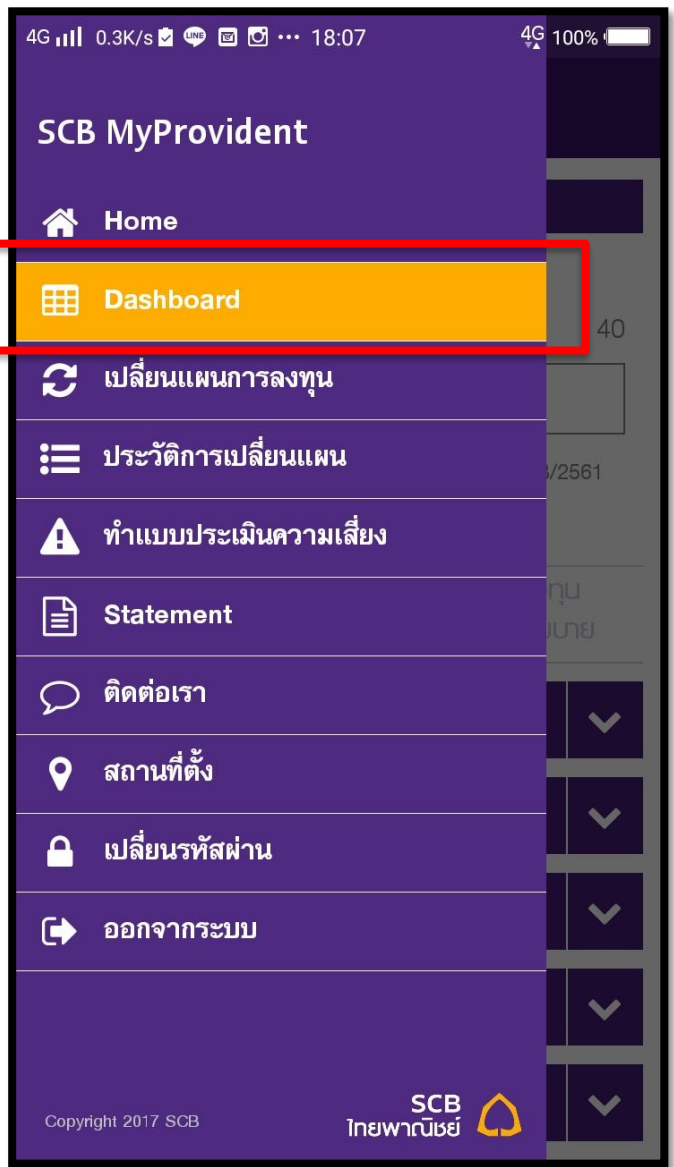 4G 0.3K/s LINE ... 18:07 4G 100%
SCB MyProvident
Home
Dashboard
40
เปลี่ยนแผนการลงทุน
ประวัติการเปลี่ยนแผน
/2561
ทำแบบประเมินความเสี่ยง
Statement
ติดต่อเรา
สถานที่ตั้ง
เปลี่ยนรหัสผ่าน
ออกจากระบบ
Copyright 2017 SCB
SCB
ไทยพาณิชย์